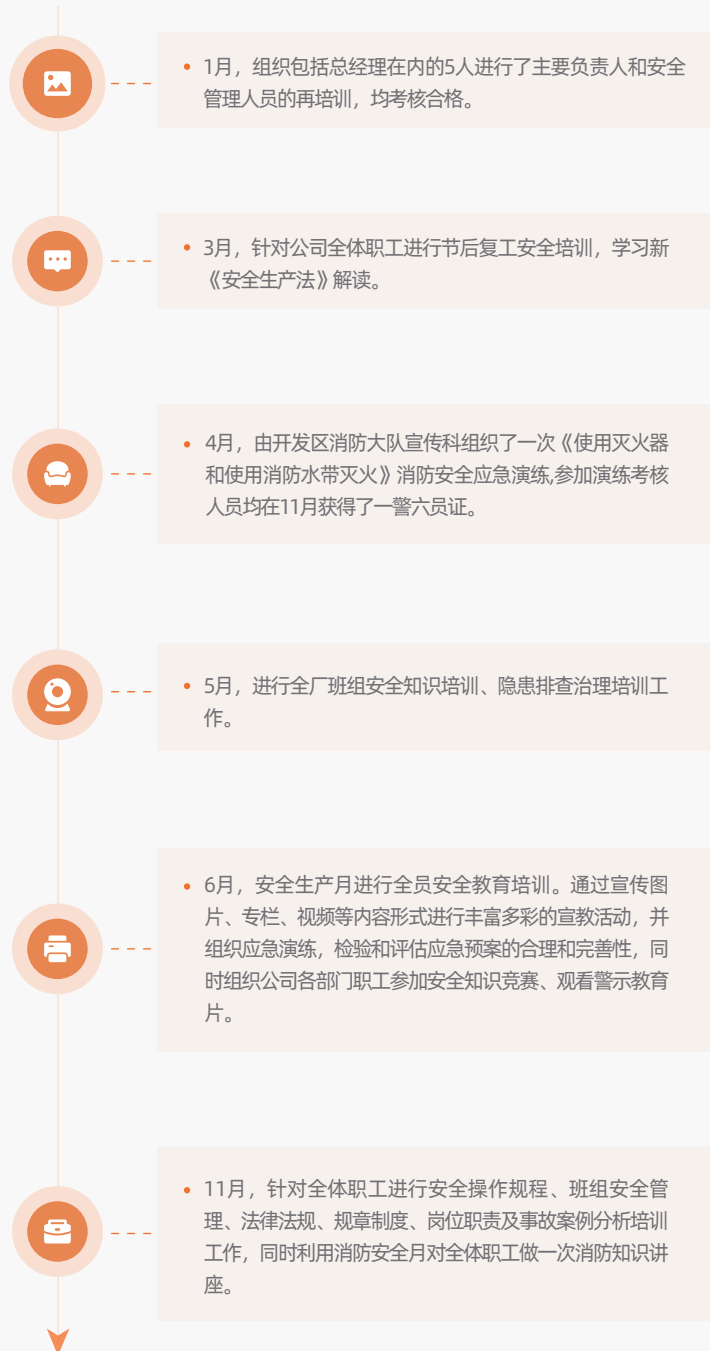 1月，组织包括总经理在内的5人进行了主要负责人和安全
管理人员的再培训，均考核合格。
3月，针对公司全体职工进行节后复工安全培训，学习新
《安全生产法》解读。
4月，由开发区消防大队宣传科组织了一次《使用灭火器
和使用消防水带灭火》消防安全应急演练,参加演练考核
人员均在11月获得了一警六员证。
5月，进行全厂班组安全知识培训、隐患排查治理培训工
作。
6月，安全生产月进行全员安全教育培训。通过宣传图
片、专栏、视频等内容形式进行丰富多彩的宣教活动，并
组织应急演练，检验和评估应急预案的合理和完善性，同
时组织公司各部门职工参加安全知识竞赛、观看警示教育
片。
11月，针对全体职工进行安全操作规程、班组安全管
理、法律法规、规章制度、岗位职责及事故案例分析培训
工作，同时利用消防安全月对全体职工做一次消防知识讲
座。